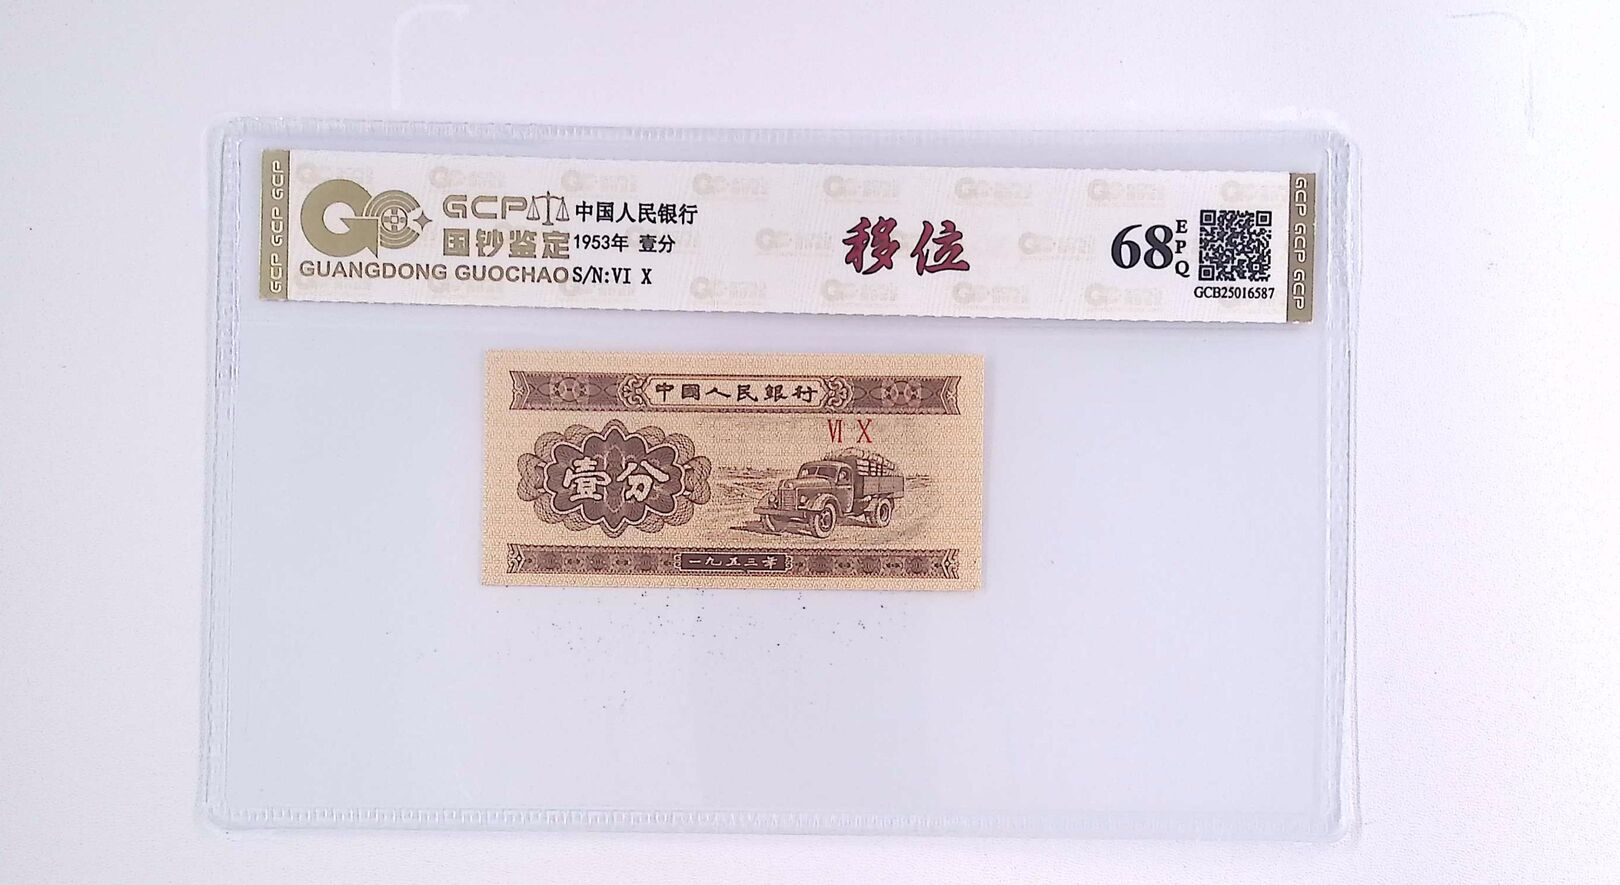 GCP GCP GCP
GCP 中国人民银行
国钞鉴定 1953年 壹分
GUANGDONG GUOCHAO S/N:VI X
移位
68 EPQ
GCB25016587
GCP GCP GCP
中國人民銀行
VI X
壹分
一九五三年